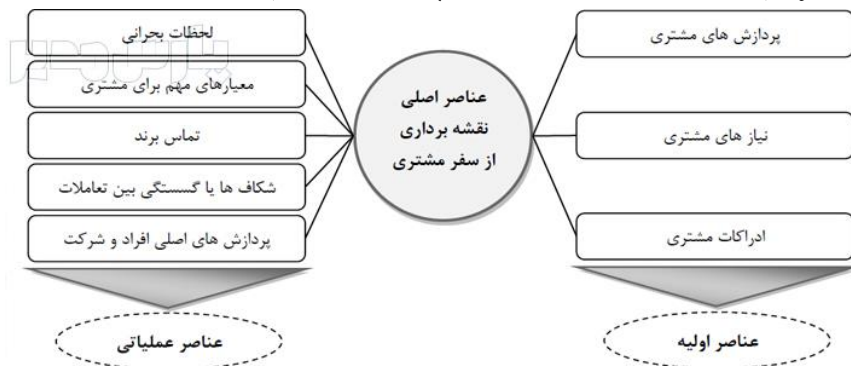 پردازش های مشتری
نیاز های مشتری
ادراکات مشتری
عناصر اولیه
عناصر اصلی
نقشه برداری
از سفر مشتری
لحظات بحرانی
معیارهای مهم برای مشتری
تماس برند
شکاف ها یا گسستگی بین تعاملات
پردازش های اصلی افراد و شرکت
عناصر عملیاتی
پارس مدیر